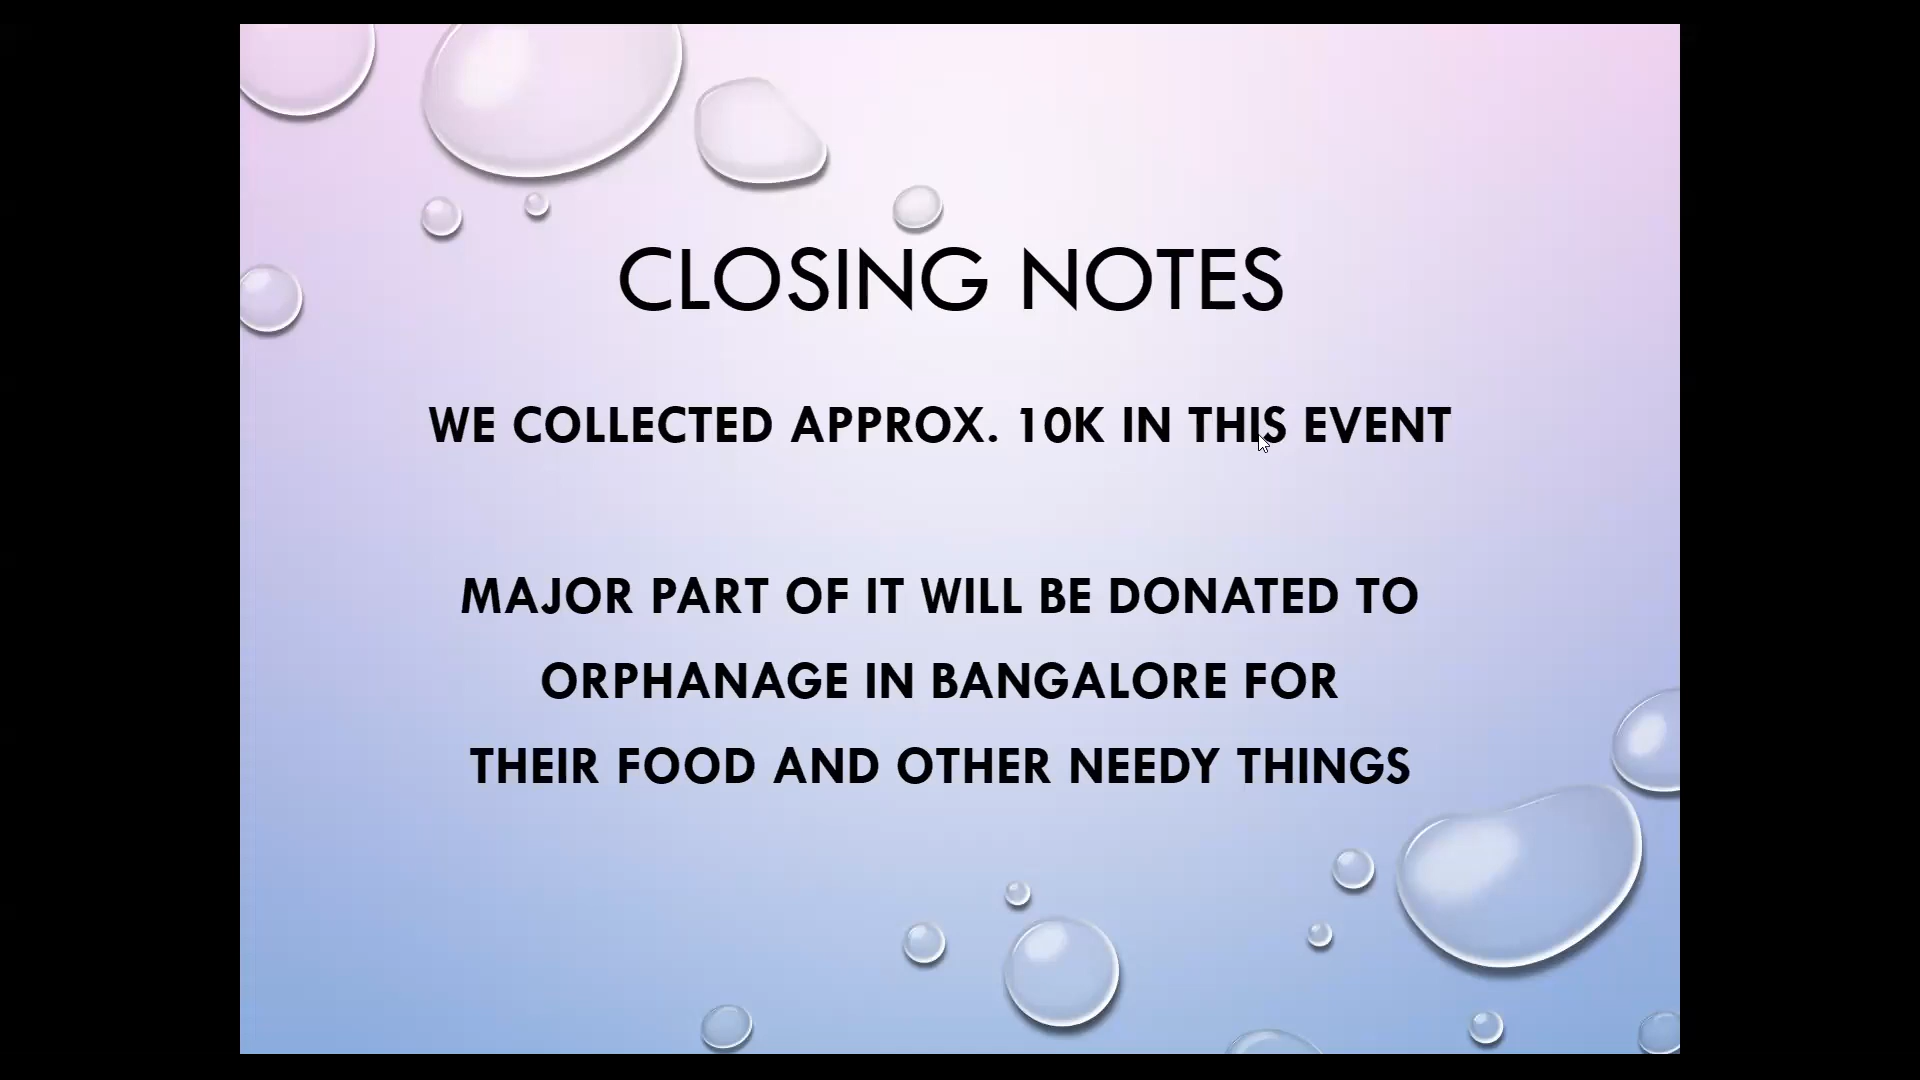 CLOSING NOTES
WE COLLECTED APPROX. 10K IN THIS EVENT
MAJOR PART OF IT WILL BE DONATED TO
ORPHANAGE IN BANGALORE FOR
THEIR FOOD AND OTHER NEEDY THINGS